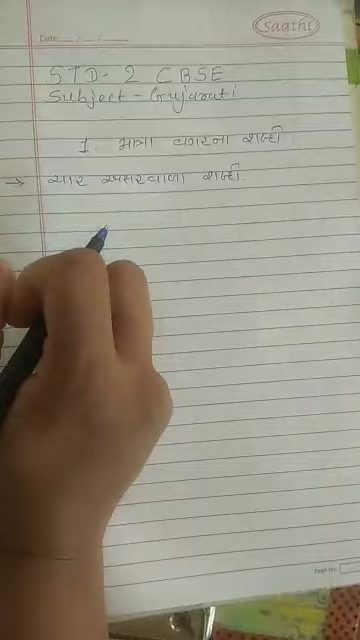 Saathi
Date ..../..../....
STD- 2 CBSE
Subject - Gujarati
1. માત્રા વગરના શબ્દો.
→ ચાર અક્ષરવાળા શબ્દો.
Page No.